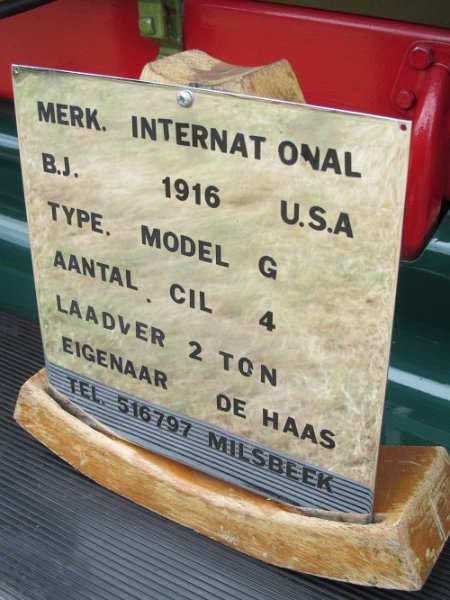 MERK. INTERNAT ONAL
B.J. 1916 U.S.A
TYPE. MODEL G
AANTAL. CIL 4
LAADVER 2 TON
EIGENAAR DE HAAS
TEL. 516797 MILSBEEK